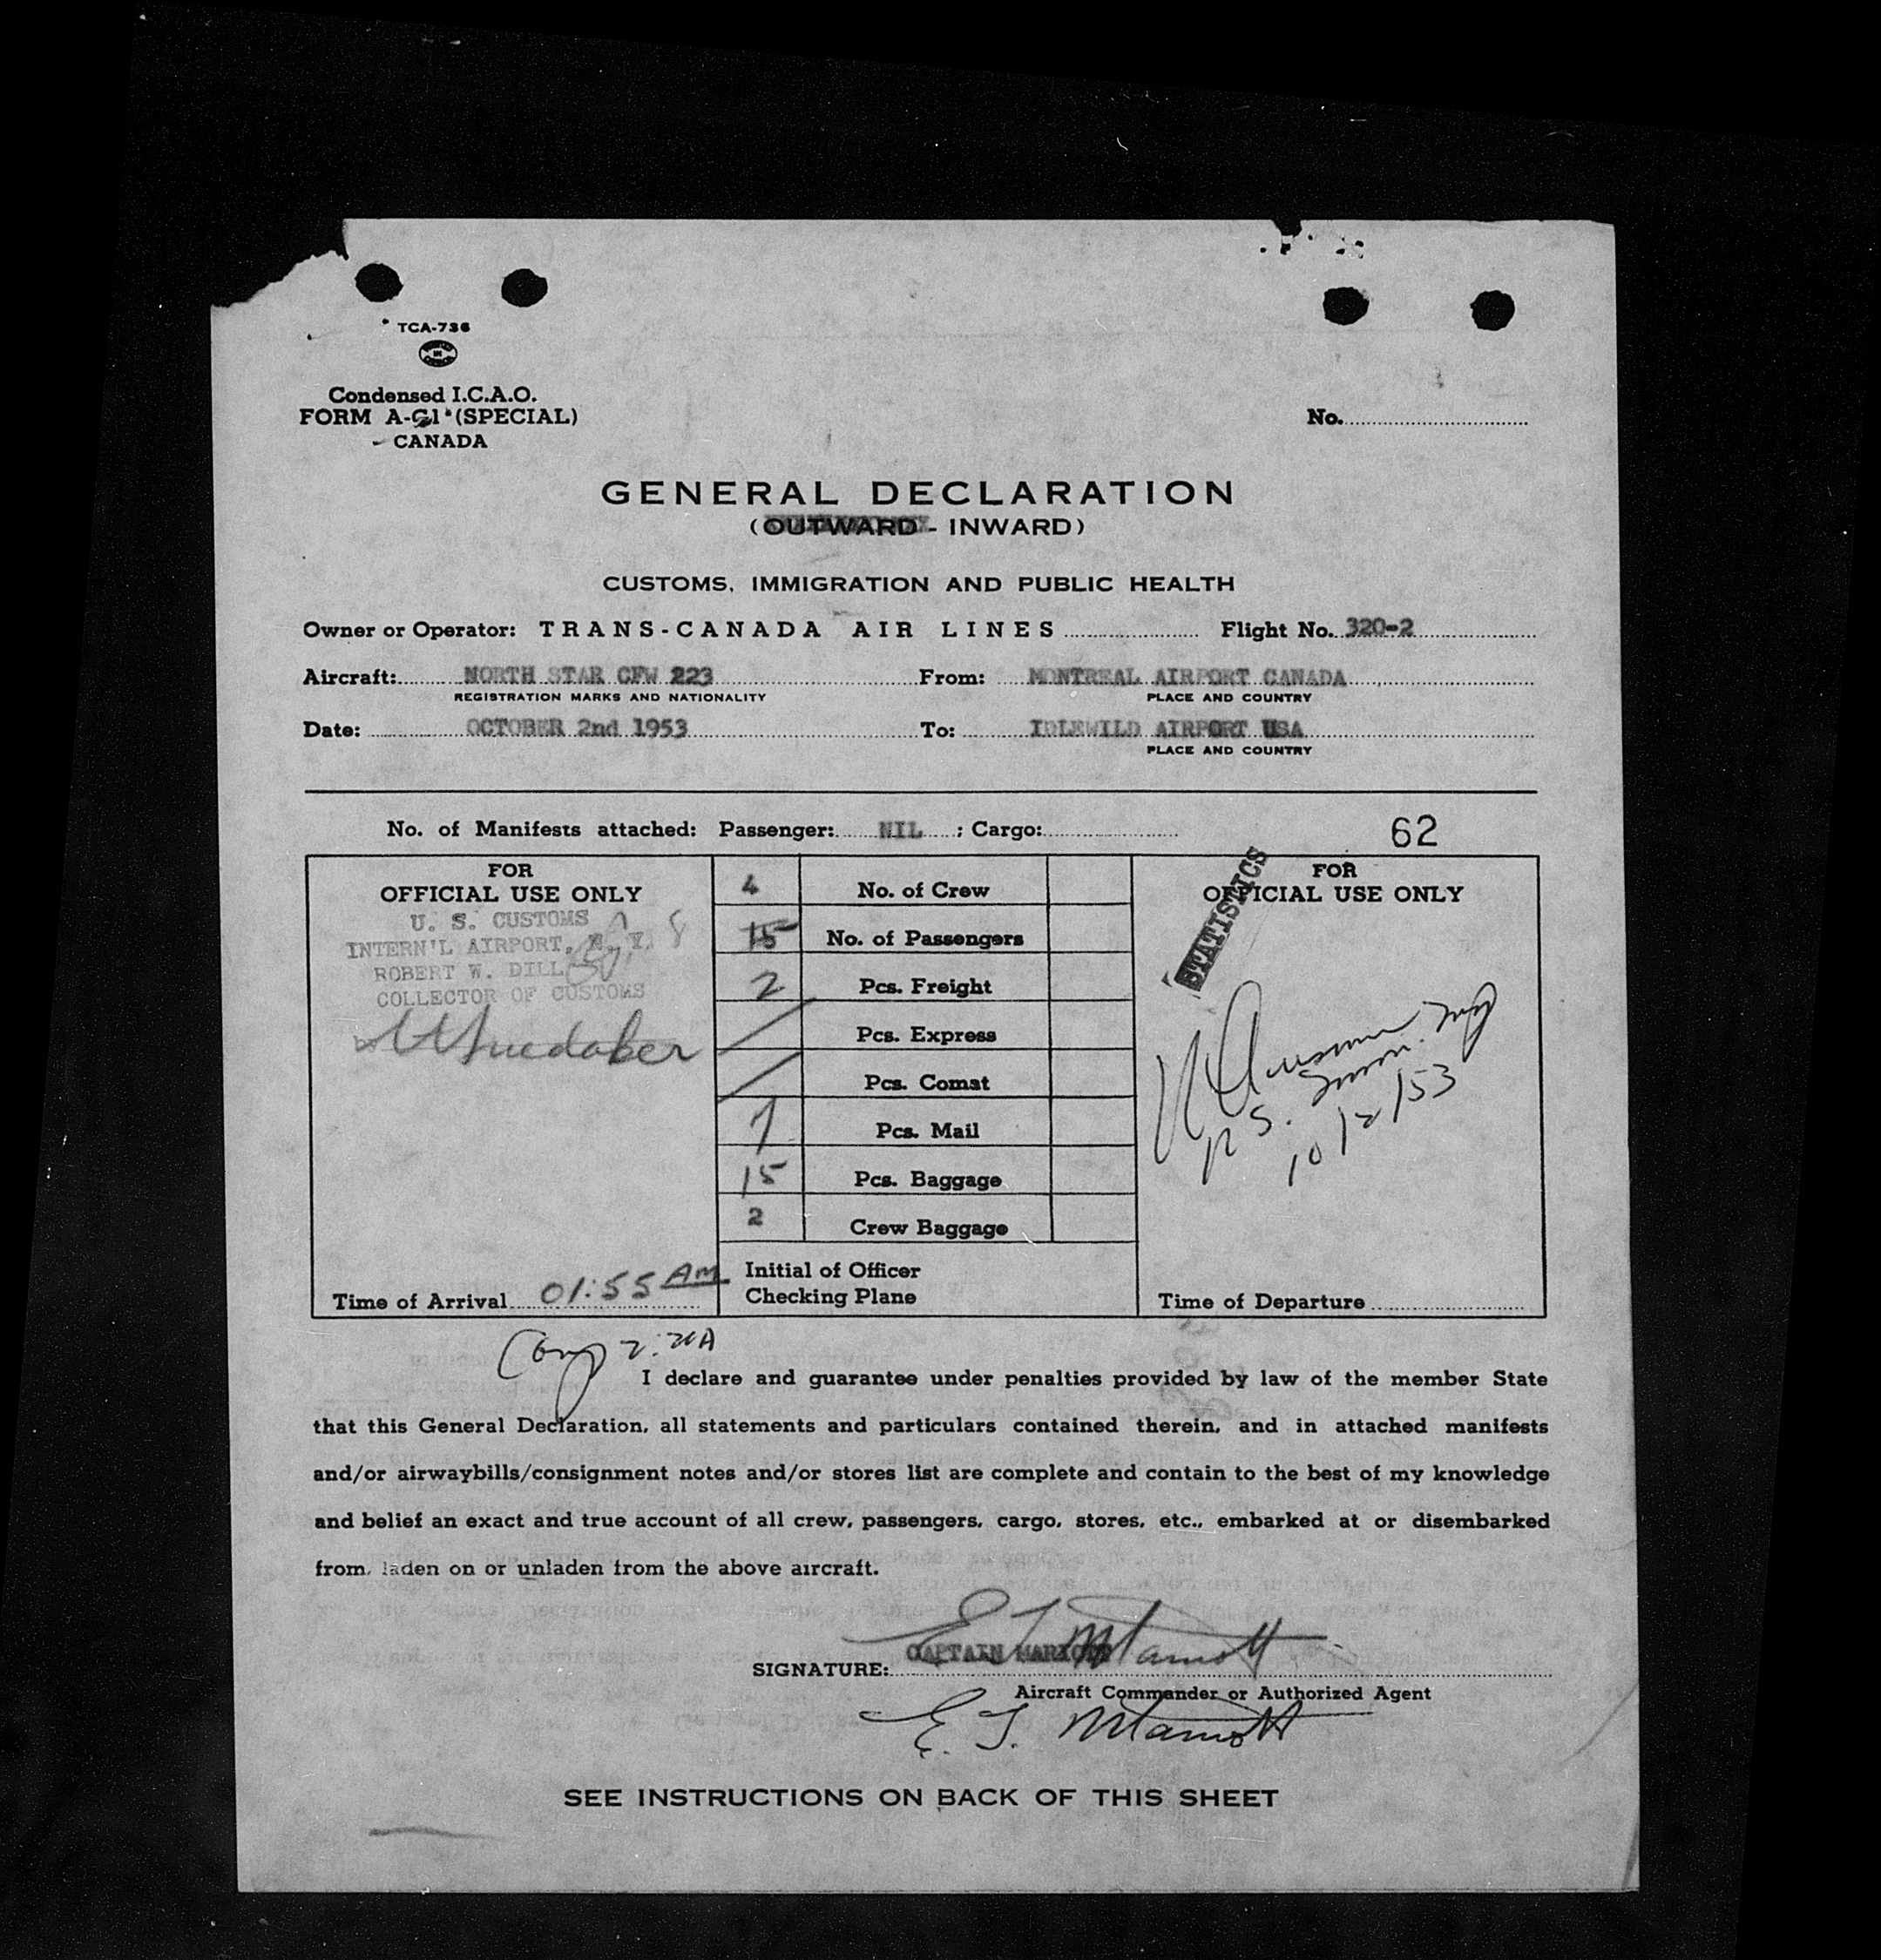 TCA-736
Condensed I.C.A.O.
FORM A-G1 (SPECIAL)
CANADA
No.
GENERAL DECLARATION
(OUTWARD - INWARD)
CUSTOMS, IMMIGRATION AND PUBLIC HEALTH
Owner or Operator: TRANS-CANADA AIR LINES Flight No. 320-2
Aircraft: NORTH STAR CFW 223 From: MONTREAL AIRPORT CANADA
REGISTRATION MARKS AND NATIONALITY PLACE AND COUNTRY
Date: OCTOBER 2nd 1953 To: IDLEWILD AIRPORT USA
PLACE AND COUNTRY
No. of Manifests attached: Passenger: NIL ; Cargo: 62
FOR
OFFICIAL USE ONLY
U. S. CUSTOMS
INTERN'L AIRPORT, N. Y.
ROBERT W. DILL
COLLECTOR OF CUSTOMS
Time of Arrival 01:55 AM
4 No. of Crew
15 No. of Passengers
2 Pcs. Freight
Pcs. Express
Pcs. Comat
7 Pcs. Mail
15 Pcs. Baggage
2 Crew Baggage
Initial of Officer
Checking Plane
FOR
OFFICIAL USE ONLY
STATISTICS
10/2/53
Time of Departure
I declare and guarantee under penalties provided by law of the member State
that this General Declaration, all statements and particulars contained therein, and in attached manifests
and/or airwaybills/consignment notes and/or stores list are complete and contain to the best of my knowledge
and belief an exact and true account of all crew, passengers, cargo, stores, etc., embarked at or disembarked
from, laden on or unladen from the above aircraft.
SIGNATURE: CAPTAIN MARIOTT E J Marriott
Aircraft Commander or Authorized Agent
E. J. Marriott
SEE INSTRUCTIONS ON BACK OF THIS SHEET